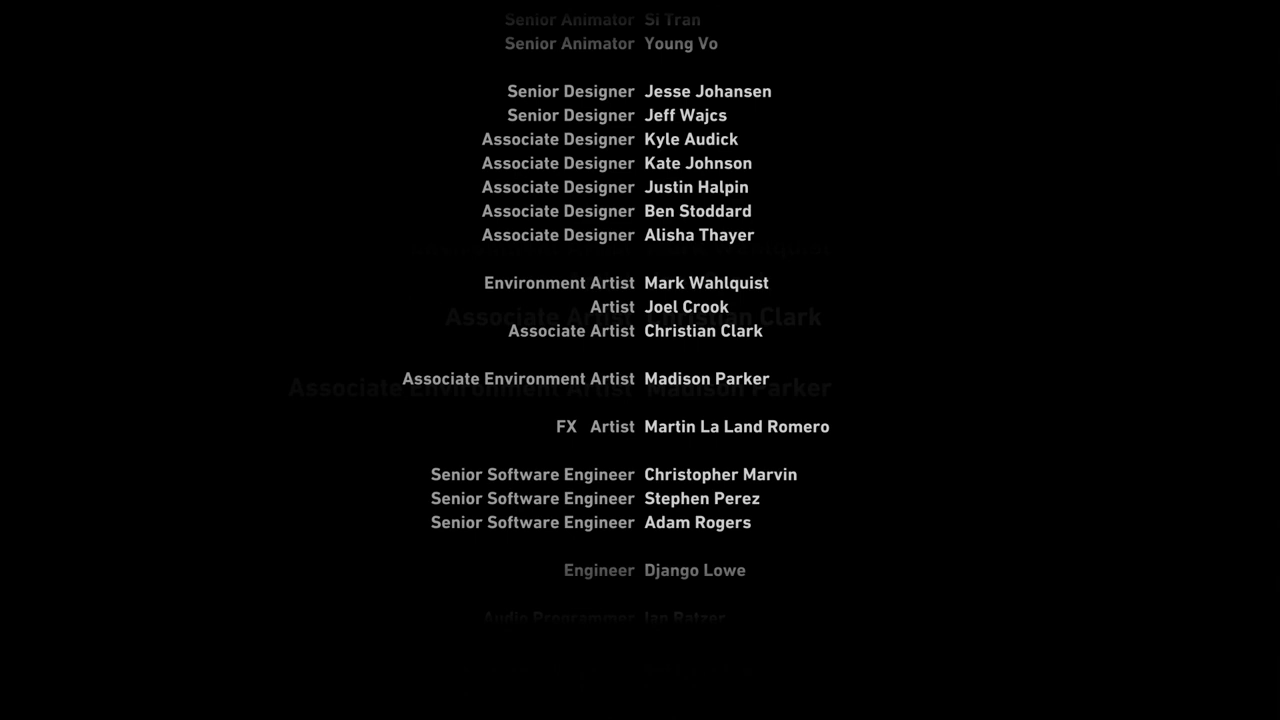 Senior Animator Si Tran
Senior Animator Young Vo
Senior Designer Jesse Johansen
Senior Designer Jeff Wajcs
Associate Designer Kyle Audick
Associate Designer Kate Johnson
Associate Designer Justin Halpin
Associate Designer Ben Stoddard
Associate Designer Alisha Thayer
Environment Artist Mark Wahlquist
Artist Joel Crook
Associate Artist Christian Clark
Associate Environment Artist Madison Parker
FX Artist Martin La Land Romero
Senior Software Engineer Christopher Marvin
Senior Software Engineer Stephen Perez
Senior Software Engineer Adam Rogers
Engineer Django Lowe
Audio Programmer Ian Ratzer